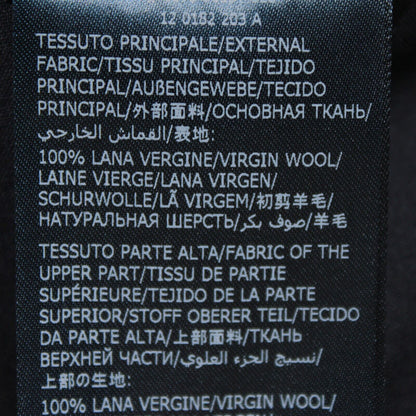 12 0182 203 A
TESSUTO PRINCIPALE/EXTERNAL
FABRIC/TISSU PRINCIPAL/TEJIDO
PRINCIPAL/AUßENGEWEBE/TECIDO
PRINCIPAL/外部面料/ОСНОВНАЯ ТКАНЬ/
القماش الخارجي/表地:
100% LANA VERGINE/VIRGIN WOOL/
LAINE VIERGE/LANA VIRGEN/
SCHURWOLLE/LÃ VIRGEM/初剪羊毛/
НАТУРАЛЬНАЯ ШЕРСТЬ/صوف بكر/羊毛
TESSUTO PARTE ALTA/FABRIC OF THE
UPPER PART/TISSU DE PARTIE
SUPÉRIEURE/TEJIDO DE LA PARTE
SUPERIOR/STOFF OBERER TEIL/TECIDO
DA PARTE ALTA/上部面料/ТКАНЬ
ВЕРХНЕЙ ЧАСТИ/نسيج الجزء العلوي/
上部の生地:
100% LANA VERGINE/VIRGIN WOOL/